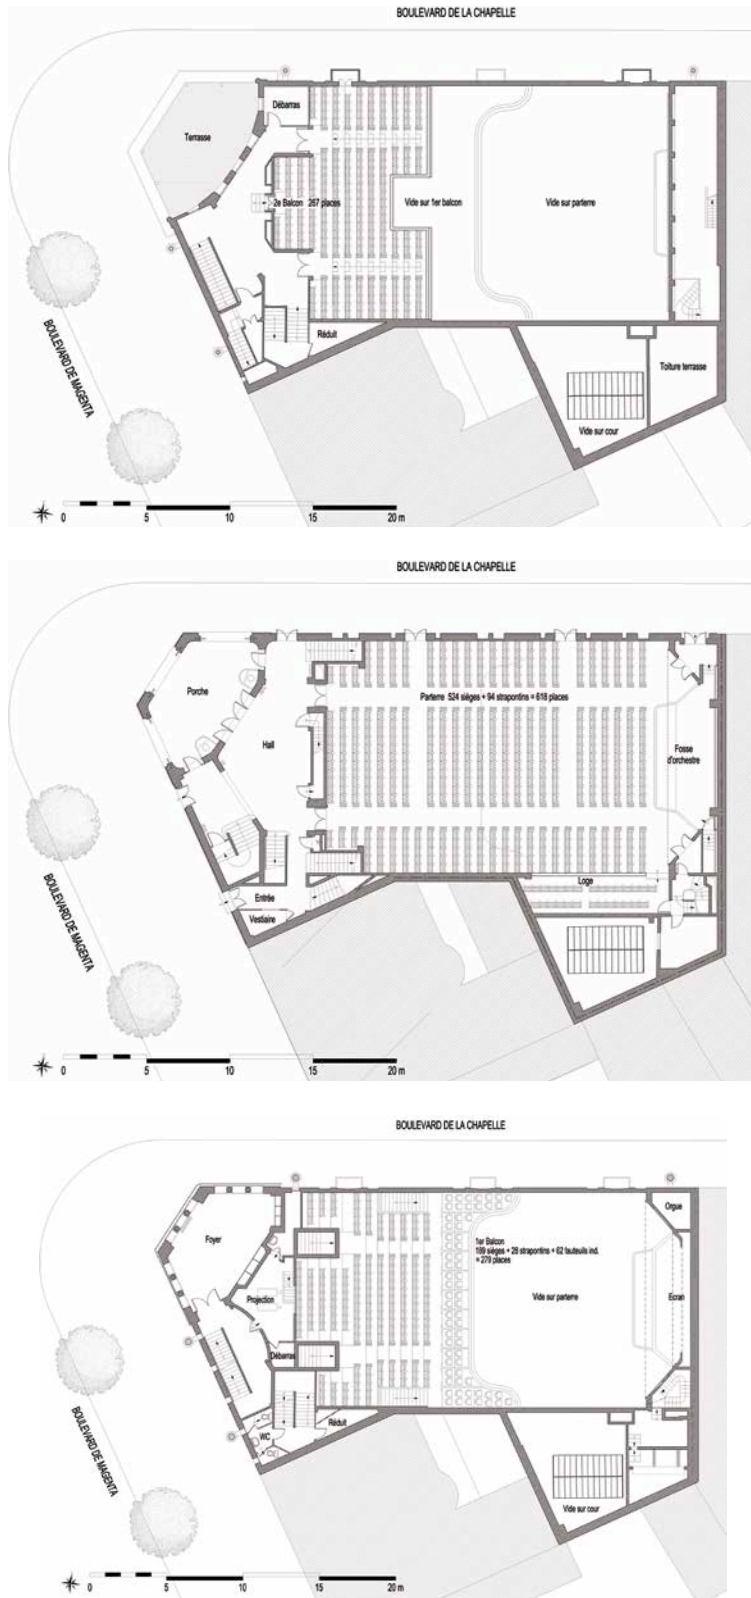 BOULEVARD DE LA CHAPELLE
Débarras
Terrasse
2e Balcon 267 places
Vide sur 1er balcon
Vide sur parterre
Réduit
Toiture terrasse
Vide sur cour
BOULEVARD DE MAGENTA
0 5 10 15 20 m
BOULEVARD DE LA CHAPELLE
Porche
Parterre 524 sièges + 94 strapontins = 618 places
Hall
Fosse
d'orchestre
Loge
Entrée
Vestiaire
BOULEVARD DE MAGENTA
0 5 10 15 20 m
BOULEVARD DE LA CHAPELLE
Orgue
Foyer
1er Balcon
189 sièges + 28 strapontins + 62 fauteuils ind.
= 279 places
Projection
Vide sur parterre
Ecran
Débarras
Réduit
WC
Vide sur cour
BOULEVARD DE MAGENTA
0 5 10 15 20 m